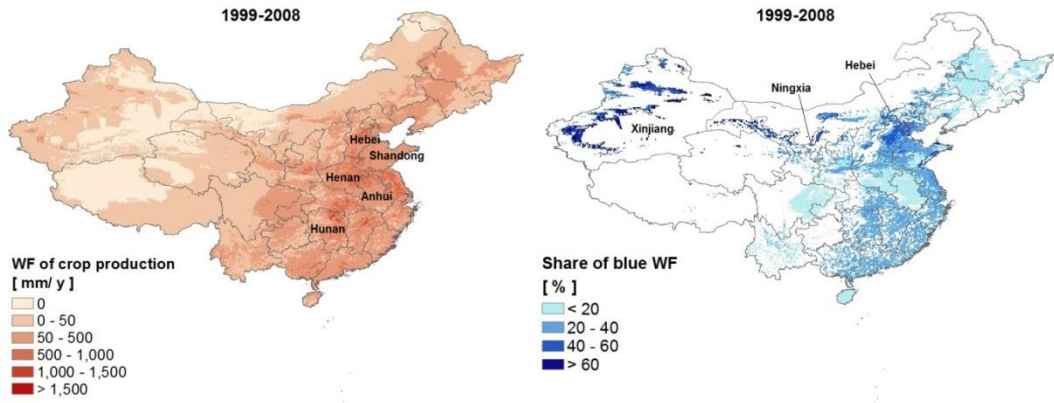 1999-2008
Hebei
Shandong
Henan
Anhui
Hunan
WF of crop production
[ mm/ y ]
0
0 - 50
50 - 500
500 - 1,000
1,000 - 1,500
> 1,500
1999-2008
Hebei
Ningxia
Xinjiang
Share of blue WF
[ % ]
< 20
20 - 40
40 - 60
> 60